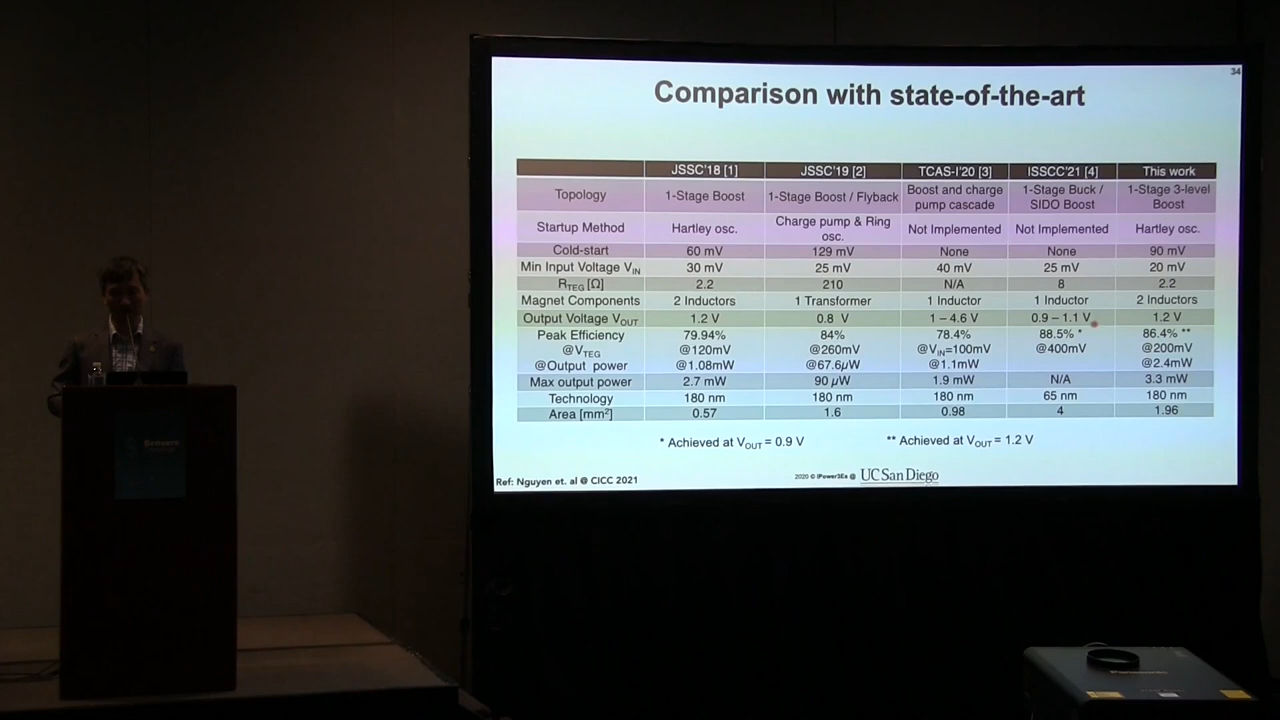 34
Comparison with state-of-the-art
JSSC'18 [1] JSSC'19 [2] TCAS-I'20 [3] ISSCC'21 [4] This work
Topology 1-Stage Boost 1-Stage Boost / Flyback Boost and charge pump cascade 1-Stage Buck / SIDO Boost 1-Stage 3-level Boost
Startup Method Hartley osc. Charge pump & Ring osc. Not Implemented Not Implemented Hartley osc.
Cold-start 60 mV 129 mV None None 90 mV
Min Input Voltage VIN 30 mV 25 mV 40 mV 25 mV 20 mV
RTEG [Ω] 2.2 210 N/A 8 2.2
Magnet Components 2 Inductors 1 Transformer 1 Inductor 1 Inductor 2 Inductors
Output Voltage VOUT 1.2 V 0.8 V 1 – 4.6 V 0.9 – 1.1 V 1.2 V
Peak Efficiency 79.94% 84% 78.4% 88.5% * 86.4% **
@VTEG @120mV @260mV @VIN=100mV @400mV @200mV
@Output power @1.08mW @67.6µW @1.1mW @2.4mW
Max output power 2.7 mW 90 µW 1.9 mW N/A 3.3 mW
Technology 180 nm 180 nm 180 nm 65 nm 180 nm
Area [mm²] 0.57 1.6 0.98 4 1.96
* Achieved at VOUT = 0.9 V ** Achieved at VOUT = 1.2 V
Ref: Nguyen et. al @ CICC 2021
2020 © iPower3Es @ UC San Diego
Sensors
Panasonic